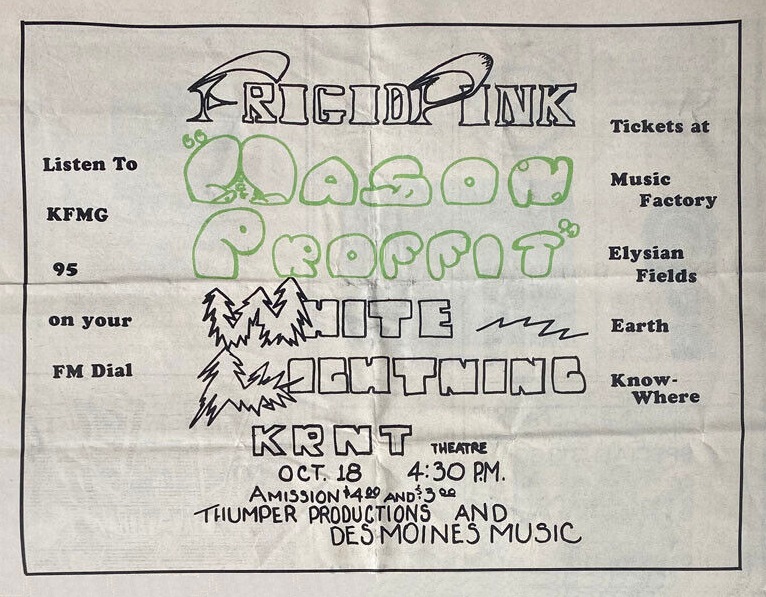 FRIGID PINK
"MASON
PROFFIT"
WHITE
LIGHTNING
KRNT THEATRE
OCT. 18 4:30 P.M.
AMISSION $4.00 AND $3.00
THUMPER PRODUCTIONS AND
DES MOINES MUSIC
Listen To
KFMG
95
on your
FM Dial
Tickets at
Music
Factory
Elysian
Fields
Earth
Know-
Where